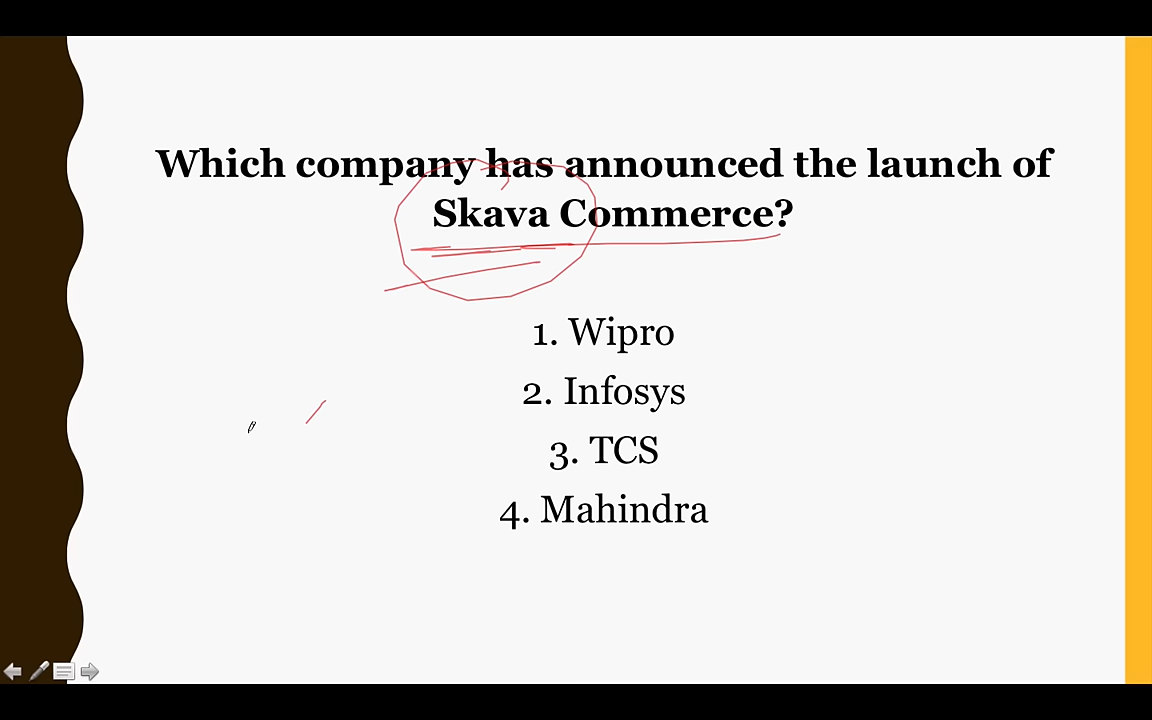 Which company has announced the launch of
Skava Commerce?
1. Wipro
2. Infosys
3. TCS
4. Mahindra